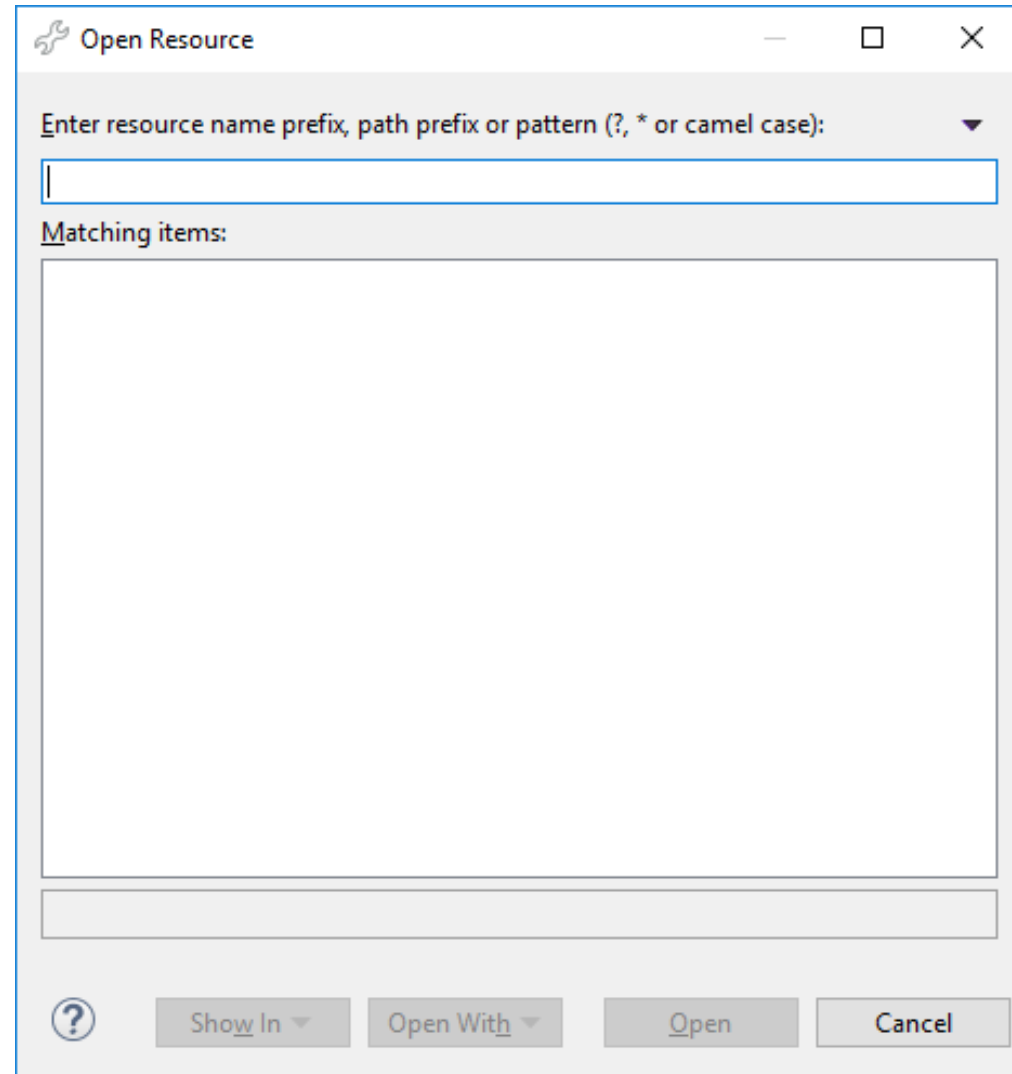 Open Resource
Enter resource name prefix, path prefix or pattern (?, * or camel case):
Matching items:
?
Show In
Open With
Open
Cancel